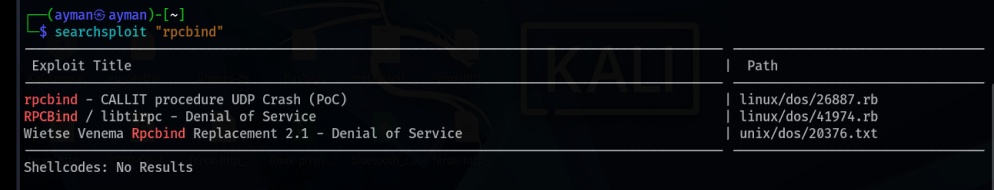 ┌──(ayman㉿ayman)-[~]
└─$ searchsploit "rpcbind"
Exploit Title | Path
rpcbind - CALLIT procedure UDP Crash (PoC) | linux/dos/26887.rb
RPCBind / libtirpc - Denial of Service | linux/dos/41974.rb
Wietse Venema Rpcbind Replacement 2.1 - Denial of Service | unix/dos/20376.txt
Shellcodes: No Results
KALI